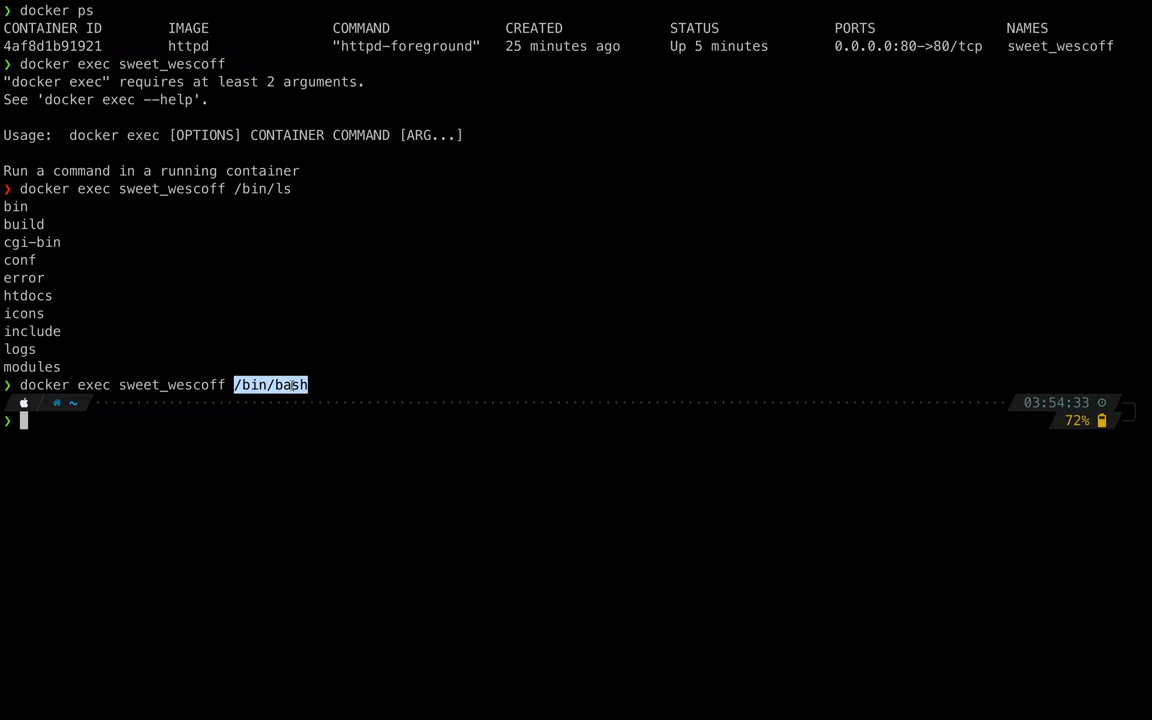 ❯ docker ps
CONTAINER ID IMAGE COMMAND CREATED STATUS PORTS NAMES
4af8d1b91921 httpd "httpd-foreground" 25 minutes ago Up 5 minutes 0.0.0.0:80->80/tcp sweet_wescoff
❯ docker exec sweet_wescoff
"docker exec" requires at least 2 arguments.
See 'docker exec --help'.
Usage: docker exec [OPTIONS] CONTAINER COMMAND [ARG...]
Run a command in a running container
❯ docker exec sweet_wescoff /bin/ls
bin
build
cgi-bin
conf
error
htdocs
icons
include
logs
modules
❯ docker exec sweet_wescoff /bin/bash
~ 03:54:33
❯ 72%